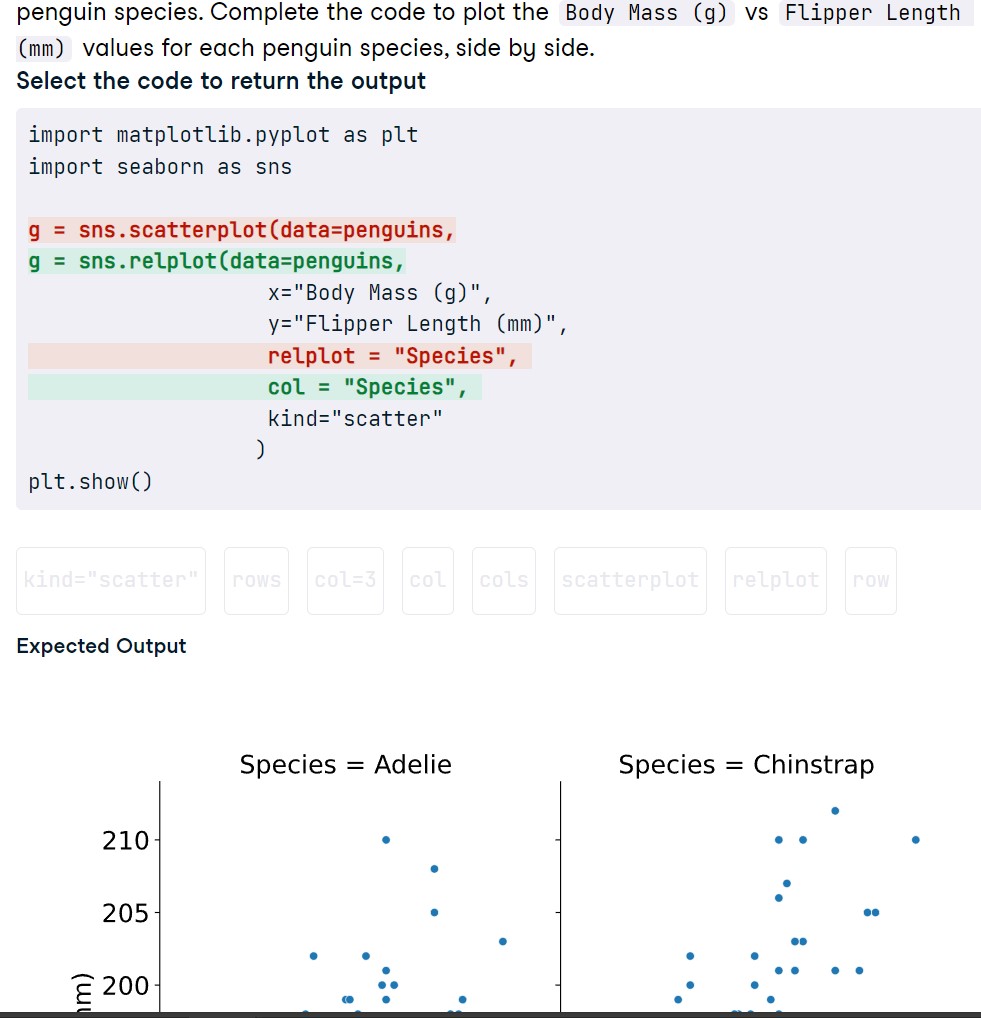 penguin species. Complete the code to plot the Body Mass (g) vs Flipper Length
(mm) values for each penguin species, side by side.
Select the code to return the output
import matplotlib.pyplot as plt
import seaborn as sns
g = sns.scatterplot(data=penguins,
g = sns.relplot(data=penguins,
x="Body Mass (g)",
y="Flipper Length (mm)",
relplot = "Species",
col = "Species",
kind="scatter"
)
plt.show()
kind="scatter" rows col=3 col cols scatterplot relplot row
Expected Output
Species = Adelie Species = Chinstrap
210
205
200